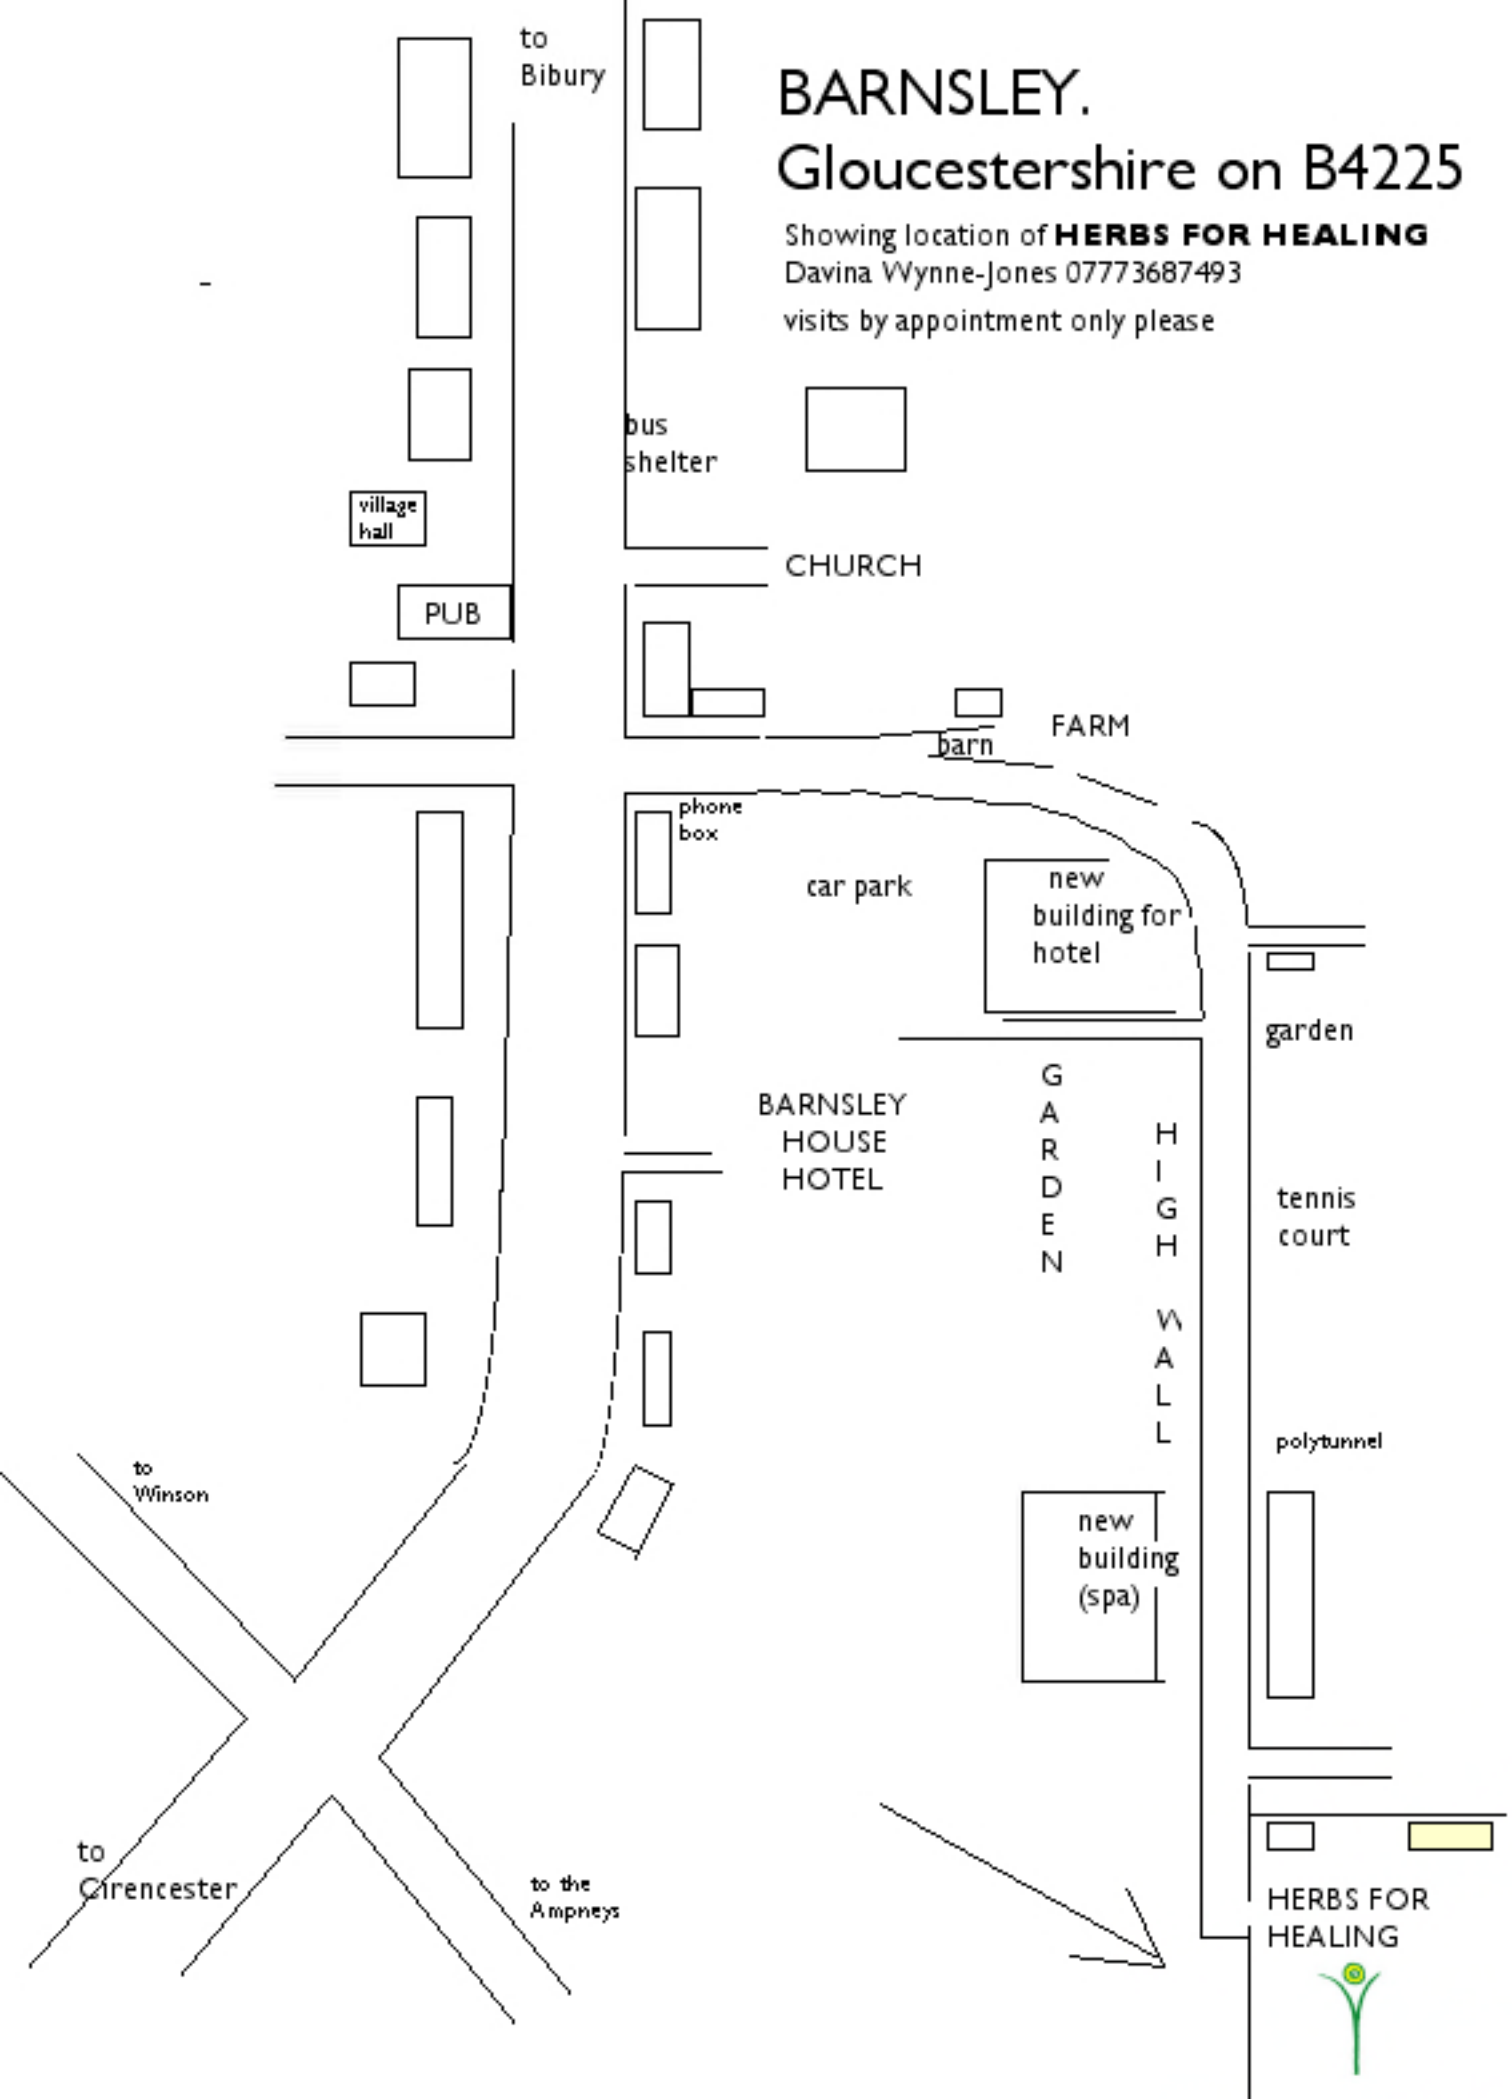 to
Bibury
BARNSLEY.
Gloucestershire on B4225
Showing location of HERBS FOR HEALING
Davina Wynne-Jones 07773687493
visits by appointment only please
bus
shelter
village
hall
CHURCH
PUB
FARM
barn
phone
box
car park
new
building for
hotel
garden
BARNSLEY
HOUSE
HOTEL
GARDEN
HIGH WALL
tennis
court
polytunnel
to
Winson
new
building
(spa)
to
Cirencester
to the
Ampneys
HERBS FOR
HEALING